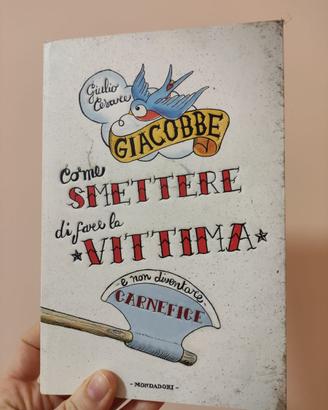 Giulio
Cesare
GIACOBBE
Come
SMETTERE
di fare la
★VITTIMA★
e non diventare
CARNEFICE
- MONDADORI -